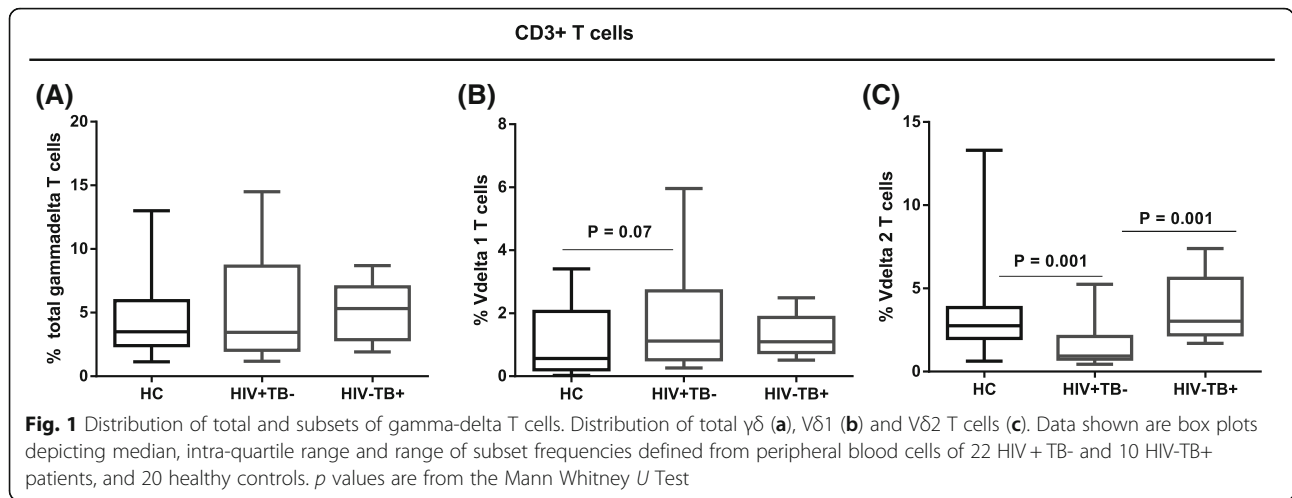 CD3+ T cells
(A)
% total gammadelta T cells
20
15
10
5
0
HC
HIV+TB-
HIV-TB+
(B)
% Vdelta 1 T cells
8
6
4
2
0
P = 0.07
HC
HIV+TB-
HIV-TB+
(C)
% Vdelta 2 T cells
15
10
5
0
P = 0.001
P = 0.001
HC
HIV+TB-
HIV-TB+
Fig. 1 Distribution of total and subsets of gamma-delta T cells. Distribution of total γδ (a), Vδ1 (b) and Vδ2 T cells (c). Data shown are box plots
depicting median, intra-quartile range and range of subset frequencies defined from peripheral blood cells of 22 HIV + TB- and 10 HIV-TB+
patients, and 20 healthy controls. p values are from the Mann Whitney U Test